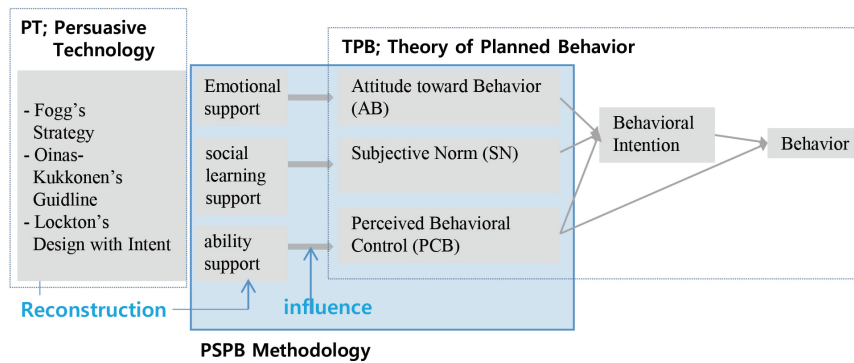 PT; Persuasive
Technology
- Fogg's
Strategy
- Oinas-
Kukkonen's
Guidline
- Lockton's
Design with Intent
Reconstruction
Emotional
support
social
learning
support
ability
support
influence
PSPB Methodology
TPB; Theory of Planned Behavior
Attitude toward Behavior
(AB)
Subjective Norm (SN)
Perceived Behavioral
Control (PCB)
Behavioral
Intention
Behavior